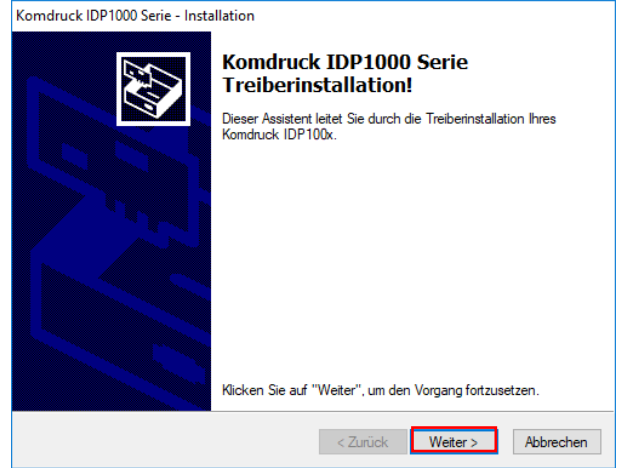 Komdruck IDP1000 Serie - Installation
Komdruck IDP1000 Serie
Treiberinstallation!
Dieser Assistent leitet Sie durch die Treiberinstallation Ihres
Komdruck IDP100x.
Klicken Sie auf "Weiter", um den Vorgang fortzusetzen.
< Zurück Weiter > Abbrechen